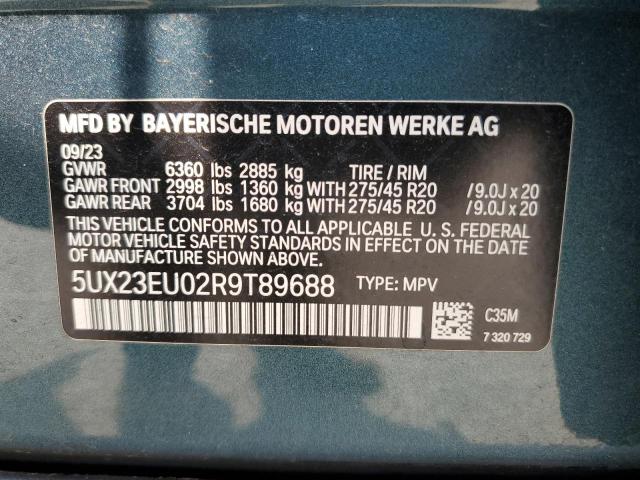 MFD BY BAYERISCHE MOTOREN WERKE AG
09/23
GVWR 6360 lbs 2885 kg TIRE / RIM
GAWR FRONT 2998 lbs 1360 kg WITH 275/45 R20 /9.0J x 20
GAWR REAR 3704 lbs 1680 kg WITH 275/45 R20 /9.0J x 20
THIS VEHICLE CONFORMS TO ALL APPLICABLE U. S. FEDERAL
MOTOR VEHICLE SAFETY STANDARDS IN EFFECT ON THE DATE
OF MANUFACTURE SHOWN ABOVE.
5UX23EU02R9T89688 TYPE: MPV
C35M
7 320 729